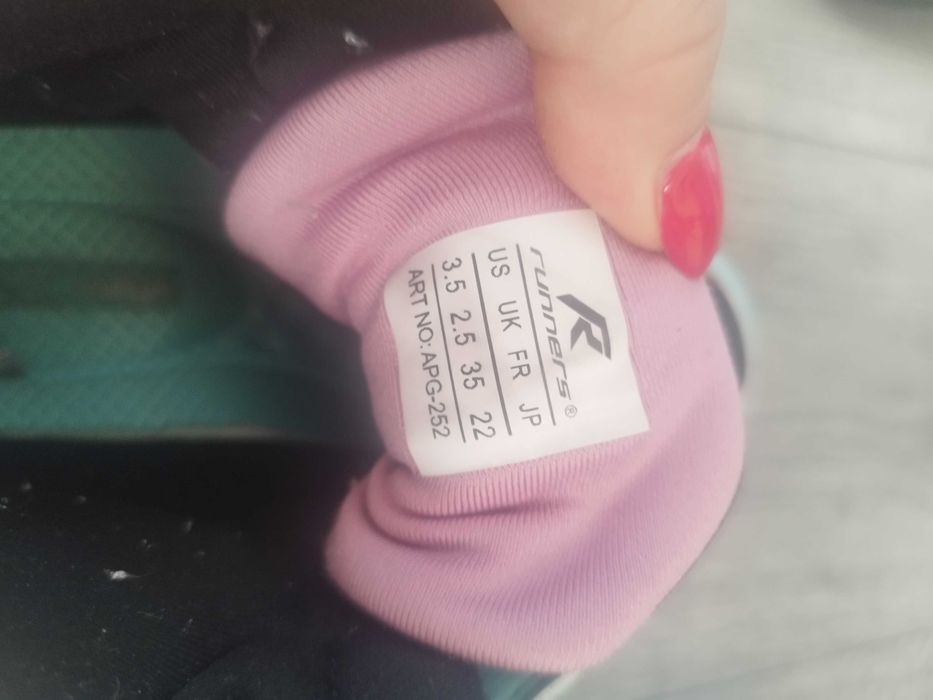 runners®
US UK FR JP
3.5 2.5 35 22
ART NO: APG-252